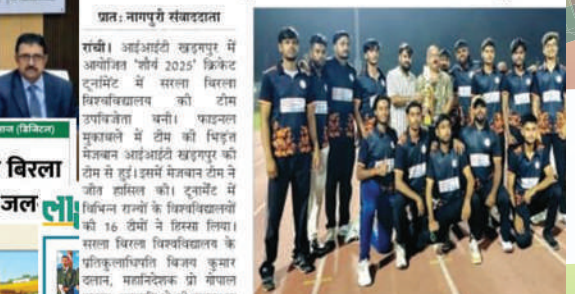 प्रात: नागपुरी संवाददाता
रांची। आईआईटी खड़गपुर में
आयोजित 'शौर्य 2025' क्रिकेट
टूर्नामेंट में सरला बिरला
विश्वविद्यालय की टीम
उपविजेता बनी। फाइनल
मुकाबले में टीम की भिड़ंत
मेजबान आईआईटी खड़गपुर की
टीम से हुई। इसमें मेजबान टीम ने
जीत हासिल की। टूर्नामेंट में
विभिन्न राज्यों के विश्वविद्यालयों
की 16 टीमों ने हिस्सा लिया।
सरला बिरला विश्वविद्यालय के
प्रतिकुलाधिपति बिजय कुमार
दलान, महानिदेशक प्रो गोपाल
(डिजिटल)
बिरला
जल